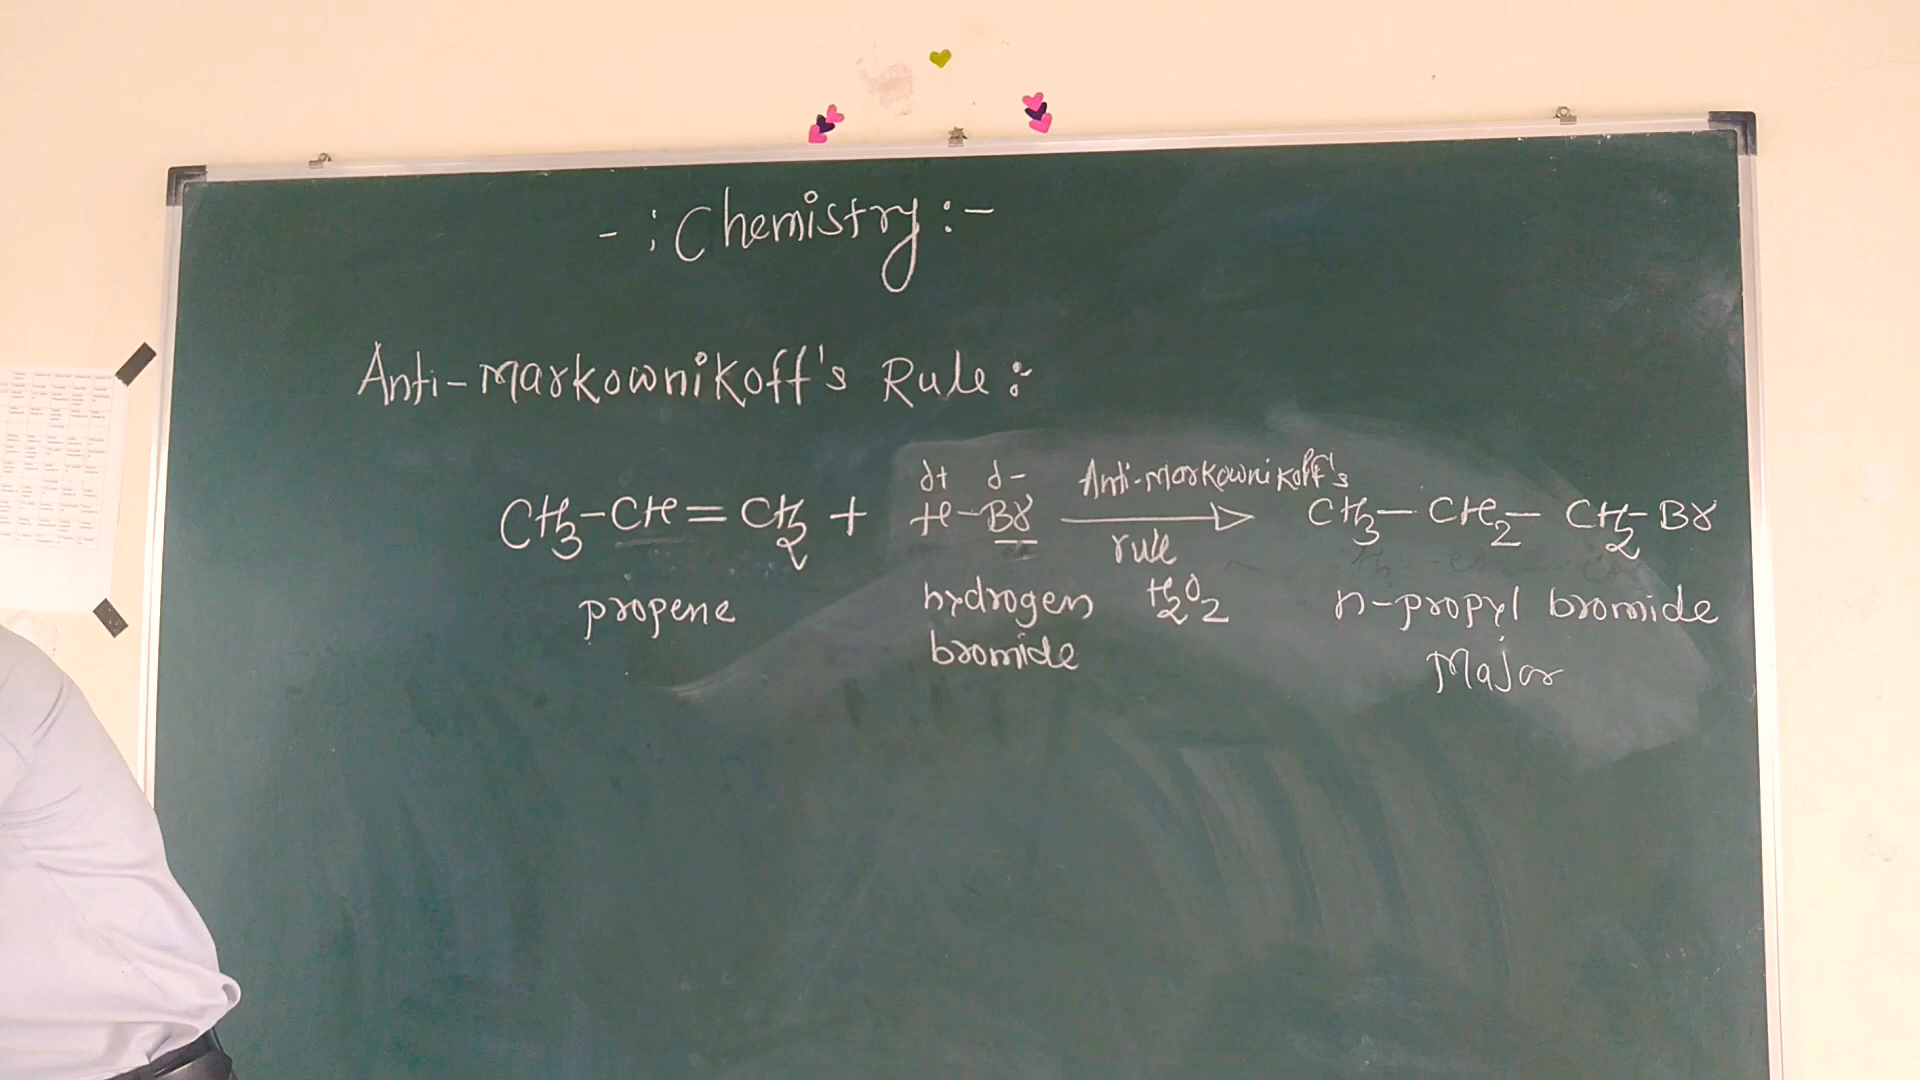 -: Chemistry :-
Anti-Markownikoff's Rule :-
δ+ δ- Anti-Markownikoff's
CH3-CH=CH2 + H-Br → CH3-CH2-CH2-Br
rule
propene hydrogen H2O2 n-propyl bromide
bromide Major